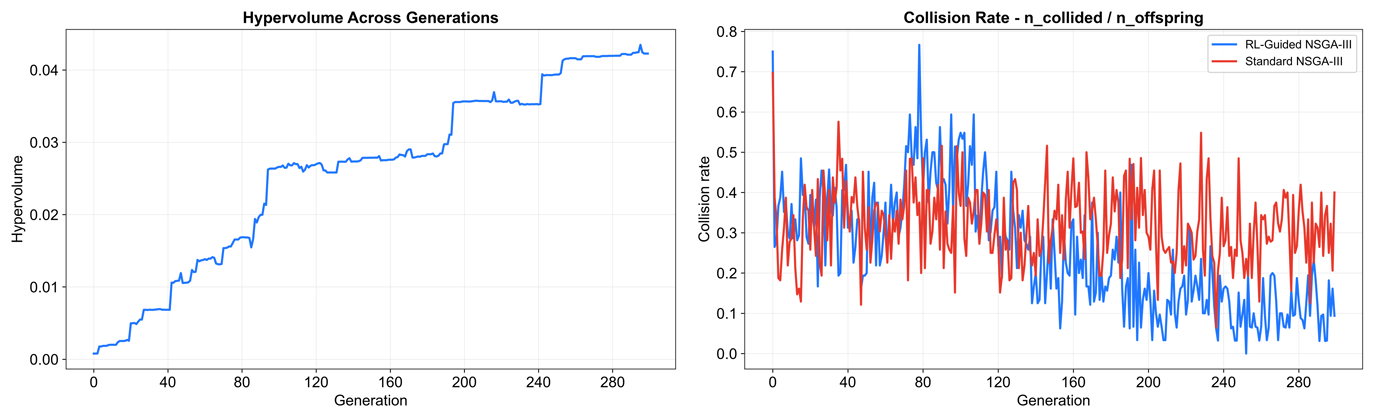 Hypervolume Across Generations
Hypervolume
0.04
0.03
0.02
0.01
0.00
0 40 80 120 160 200 240 280
Generation
Collision Rate - n_collided / n_offspring
RL-Guided NSGA-III
Standard NSGA-III
Collision rate
0.8
0.7
0.6
0.5
0.4
0.3
0.2
0.1
0.0
0 40 80 120 160 200 240 280
Generation